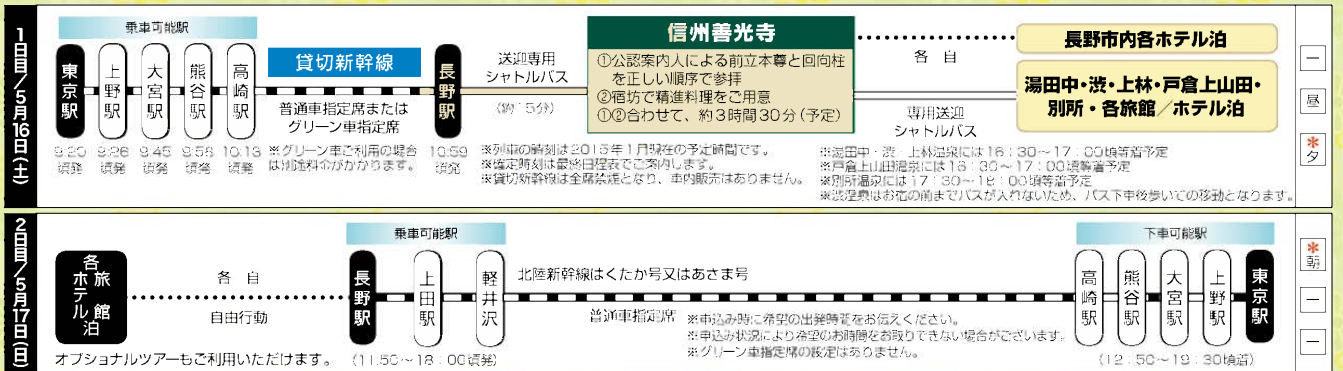 1日目/5月16日(土)
乗車可能駅
東京駅
上野駅
大宮駅
熊谷駅
高崎駅
9:20頃発
9:26頃発
9:45頃発
9:58頃発
10:13頃発
貸切新幹線
普通車指定席または
グリーン車指定席
※グリーン車ご利用の場合
は別途料金がかかります。
長野駅
10:59頃発
送迎専用
シャトルバス
(約15分)
信州善光寺
①公認案内人による前立本尊と回向柱
を正しい順序で参拝
②宿坊で精進料理をご用意
①②合わせて、約3時間30分(予定)
各自
専用送迎
シャトルバス
長野市内各ホテル泊
湯田中・渋・上林・戸倉上山田・
別所・各旅館/ホテル泊
※列車の時刻は2015年1月現在の予定時間です。
※確定時刻は最終日程表でご案内します。
※貸切新幹線は全席禁煙となり、車内販売はありません。
※湯田中・渋・上林温泉には16:30~17:00頃等着予定
※戸倉上山田温泉には16:30~17:00頃等着予定
※別所温泉には17:30~18:00頃等着予定
※渋温泉はお宿の前までバスが入れないため、バス下車後歩いての移動となります。
—
昼
*夕
2日目/5月17日(日)
各旅館
ホテル泊
各自
自由行動
オプショナルツアーもご利用いただけます。
乗車可能駅
長野駅
上田駅
軽井沢
(11:50~18:00頃発)
北陸新幹線はくたか号又はあさま号
普通車指定席
※申込み時に希望の出発時間をお伝えください。
※申込み状況により希望のお時間をお取りできない場合がございます。
※グリーン車指定席の設定はありません。
下車可能駅
高崎駅
熊谷駅
大宮駅
上野駅
東京駅
(12:50~19:30頃着)
*朝
—
—